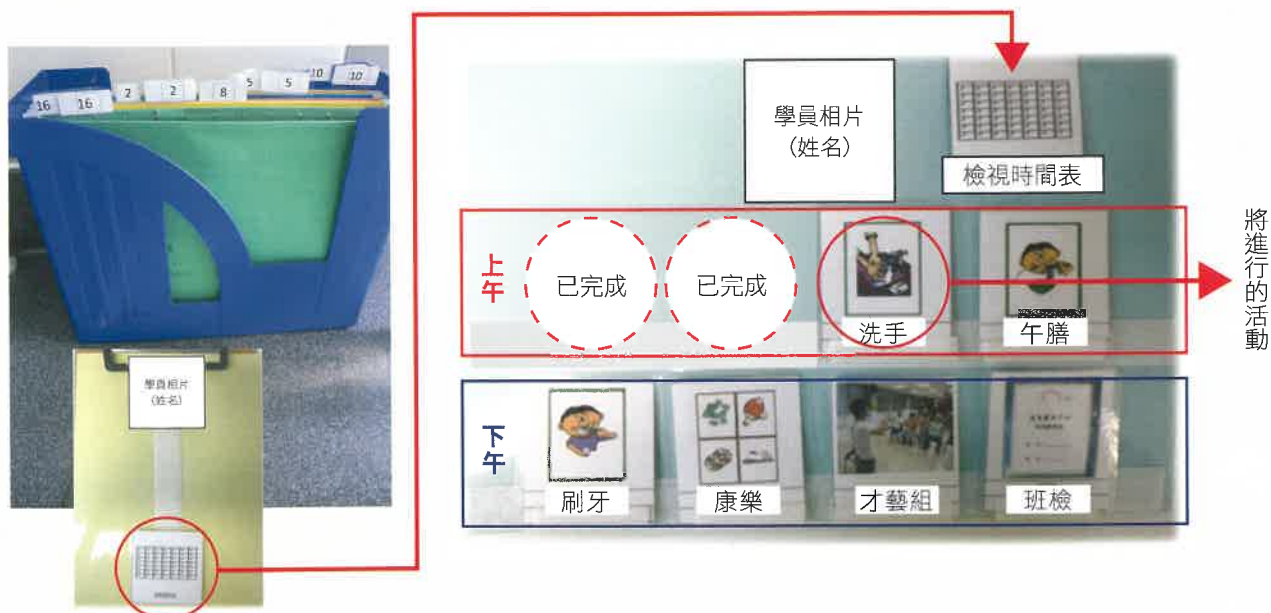 16
16
2
2
8
5
5
10
10
學員相片
(姓名)
學員相片
(姓名)
檢視時間表
上午
已完成
已完成
洗手
午膳
將進行的活動
下午
刷牙
康樂
才藝組
班檢